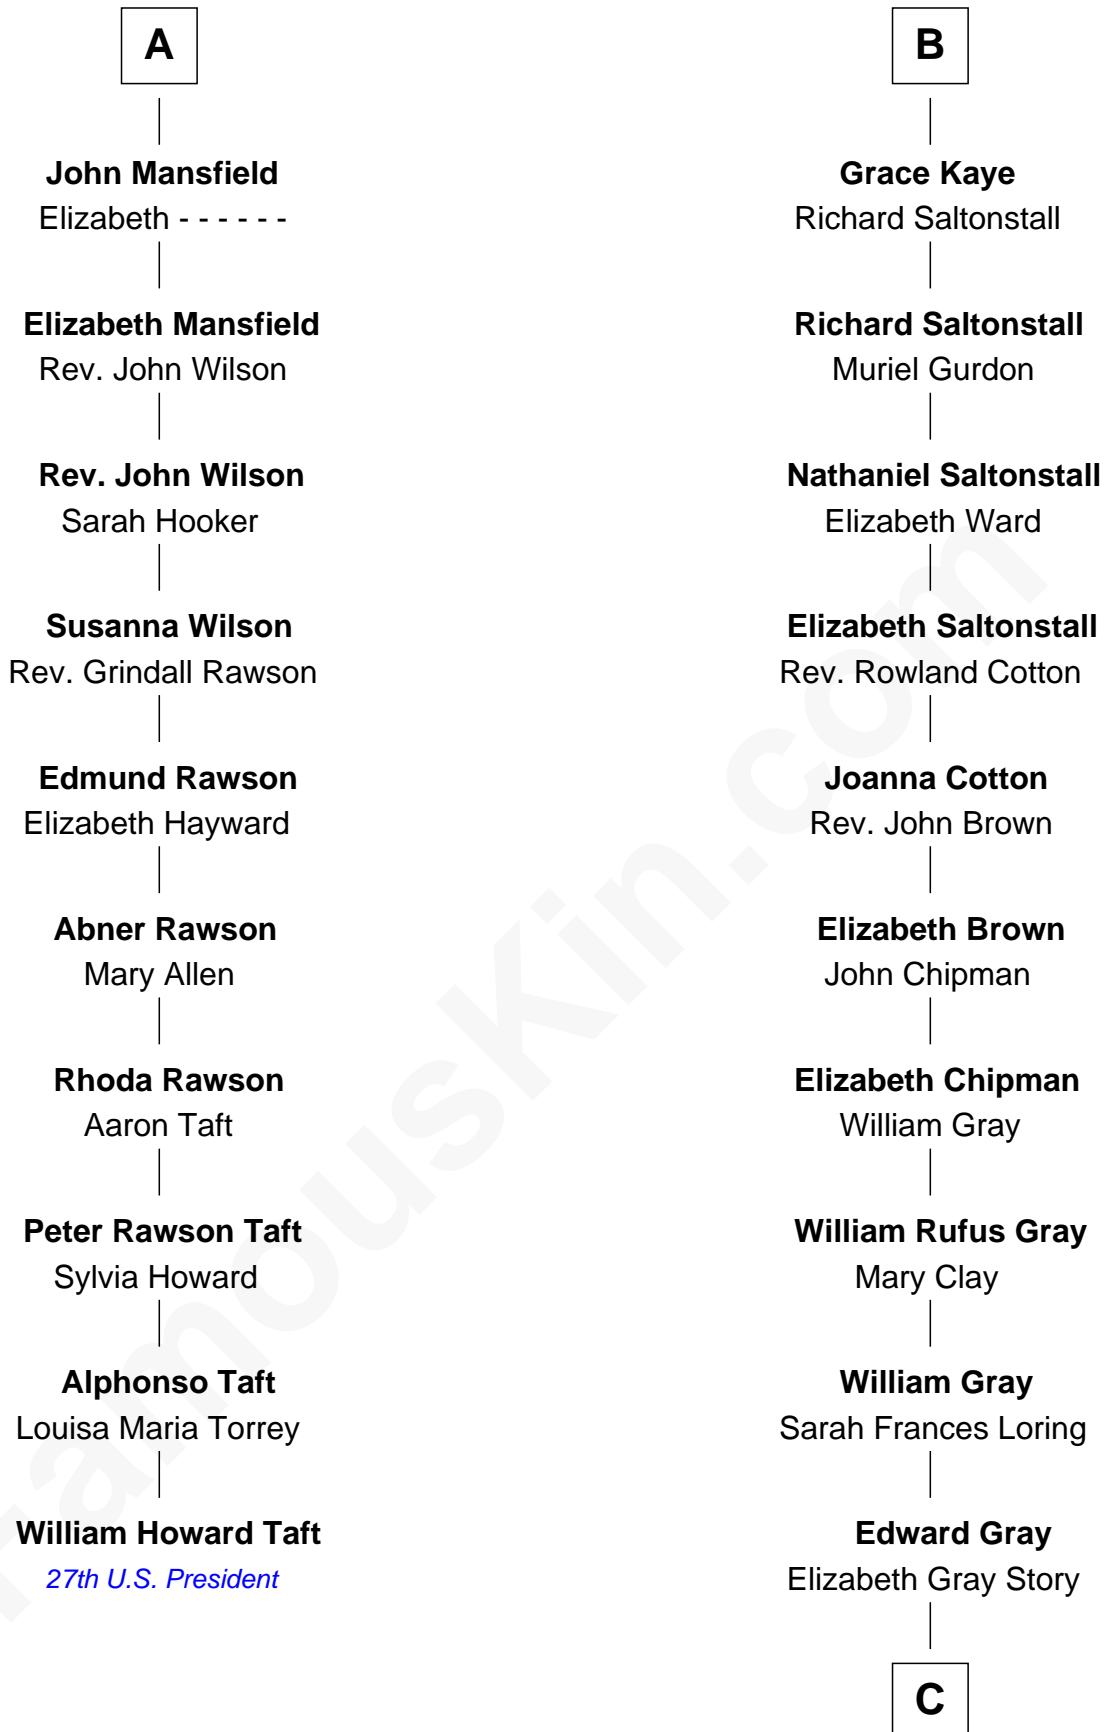 A
John Mansfield
Elizabeth - - - - - -
Elizabeth Mansfield
Rev. John Wilson
Rev. John Wilson
Sarah Hooker
Susanna Wilson
Rev. Grindall Rawson
Edmund Rawson
Elizabeth Hayward
Abner Rawson
Mary Allen
Rhoda Rawson
Aaron Taft
Peter Rawson Taft
Sylvia Howard
Alphonso Taft
Louisa Maria Torrey
William Howard Taft
27th U.S. President
B
Grace Kaye
Richard Saltonstall
Richard Saltonstall
Muriel Gurdon
Nathaniel Saltonstall
Elizabeth Ward
Elizabeth Saltonstall
Rev. Rowland Cotton
Joanna Cotton
Rev. John Brown
Elizabeth Brown
John Chipman
Elizabeth Chipman
William Gray
William Rufus Gray
Mary Clay
William Gray
Sarah Frances Loring
Edward Gray
Elizabeth Gray Story
C
FamousKin.com